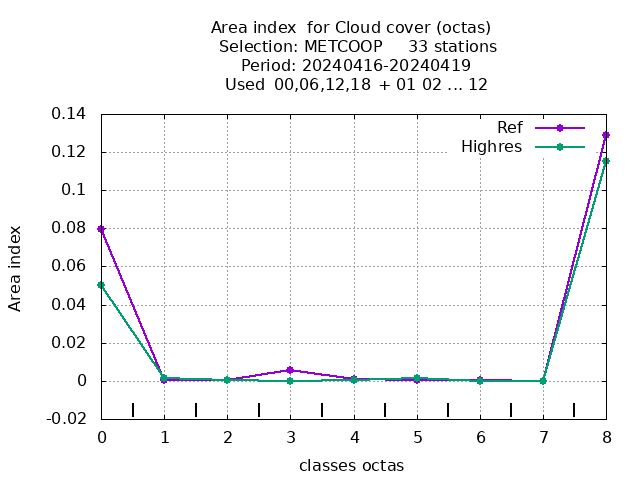 Area index  for Cloud cover (octas)
Selection: METCOOP     33 stations
Period: 20240416-20240419
Used  00,06,12,18 + 01 02 ... 12
Ref
Highres
0.14
0.12
0.1
0.08
0.06
0.04
0.02
0
-0.02
Area index
0 1 2 3 4 5 6 7 8
classes octas